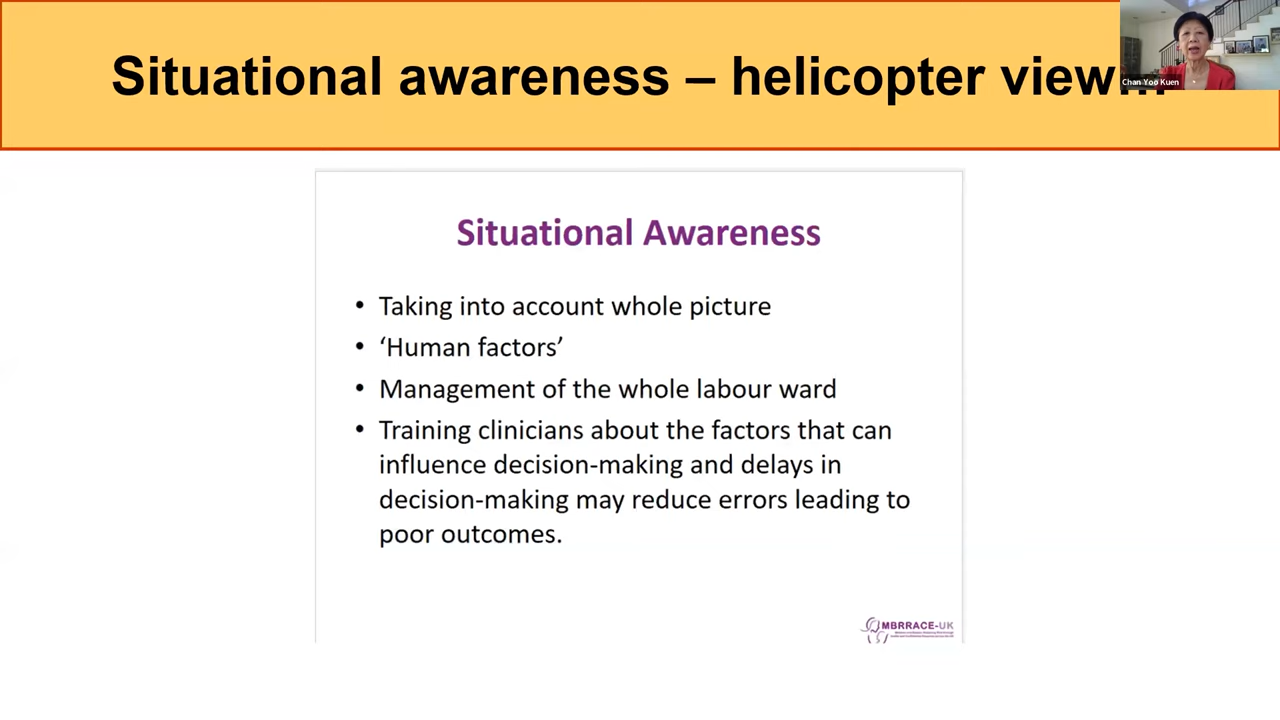 Situational awareness – helicopter view...
Chan Yoo Kuen
Situational Awareness
• Taking into account whole picture
• ‘Human factors’
• Management of the whole labour ward
• Training clinicians about the factors that can
influence decision-making and delays in
decision-making may reduce errors leading to
poor outcomes.
MBRRACE-UK